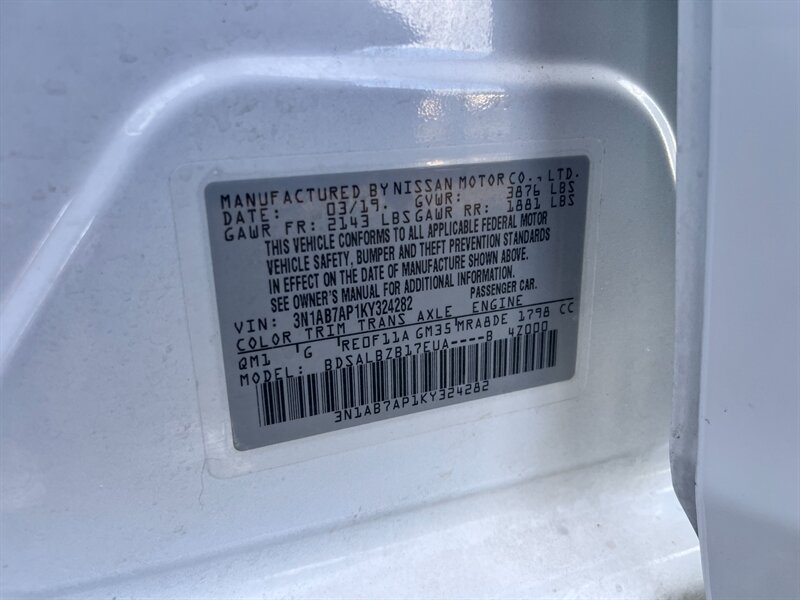 MANUFACTURED BY NISSAN MOTOR CO., LTD.
DATE: 03/19. GVWR: 3876 LBS
GAWR FR: 2143 LBS GAWR RR: 1881 LBS
THIS VEHICLE CONFORMS TO ALL APPLICABLE FEDERAL MOTOR
VEHICLE SAFETY, BUMPER AND THEFT PREVENTION STANDARDS
IN EFFECT ON THE DATE OF MANUFACTURE SHOWN ABOVE.
SEE OWNER'S MANUAL FOR ADDITIONAL INFORMATION.
VIN: 3N1AB7AP1KY324282 PASSENGER CAR.
COLOR TRIM TRANS AXLE ENGINE
QM1 G RE0F11A GM35 MRA8DE 1798 CC
MODEL: BDSALBZB17EUA----B 4Z000
3N1AB7AP1KY324282